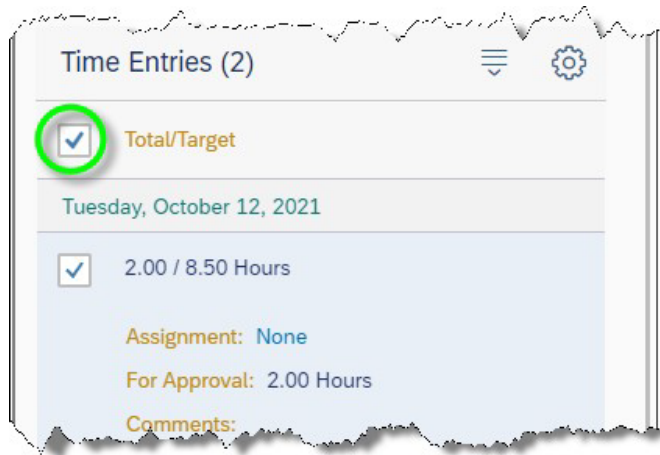 Time Entries (2)
Total/Target
Tuesday, October 12, 2021
2.00 / 8.50 Hours
Assignment: None
For Approval: 2.00 Hours
Comments: